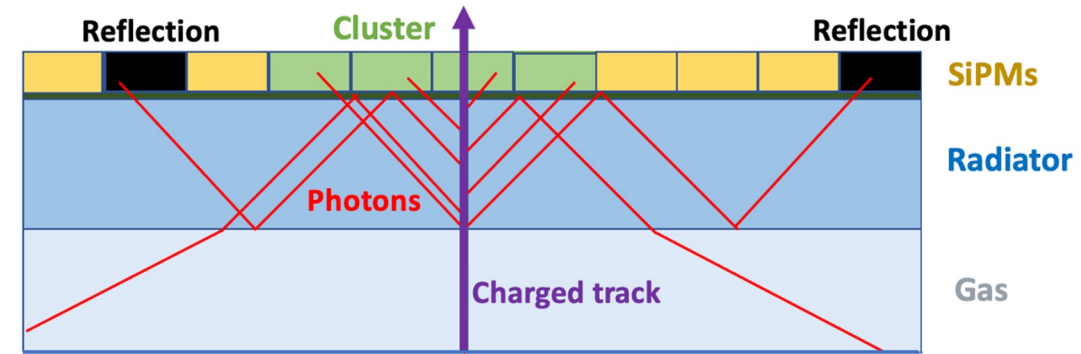 Reflection
Cluster
Reflection
SiPMs
Radiator
Photons
Charged track
Gas